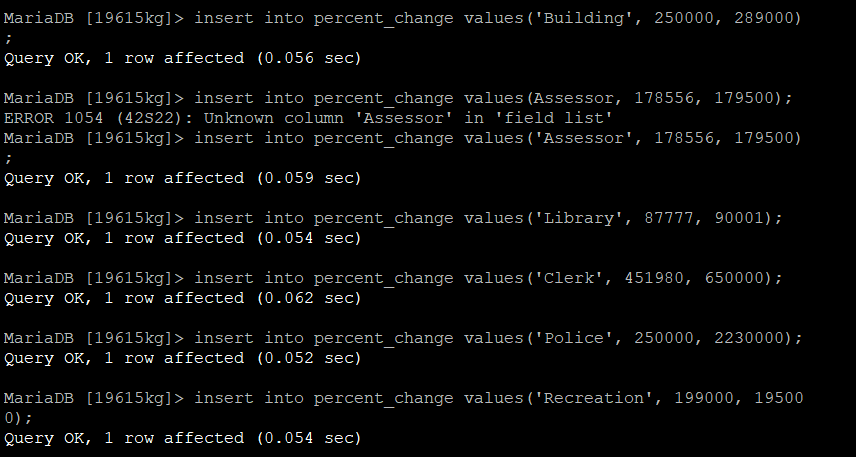 MariaDB [19615kg]> insert into percent_change values('Building', 250000, 289000)
;
Query OK, 1 row affected (0.056 sec)
MariaDB [19615kg]> insert into percent_change values(Assessor, 178556, 179500);
ERROR 1054 (42S22): Unknown column 'Assessor' in 'field list'
MariaDB [19615kg]> insert into percent_change values('Assessor', 178556, 179500)
;
Query OK, 1 row affected (0.059 sec)
MariaDB [19615kg]> insert into percent_change values('Library', 87777, 90001);
Query OK, 1 row affected (0.054 sec)
MariaDB [19615kg]> insert into percent_change values('Clerk', 451980, 650000);
Query OK, 1 row affected (0.062 sec)
MariaDB [19615kg]> insert into percent_change values('Police', 250000, 2230000);
Query OK, 1 row affected (0.052 sec)
MariaDB [19615kg]> insert into percent_change values('Recreation', 199000, 19500
0);
Query OK, 1 row affected (0.054 sec)